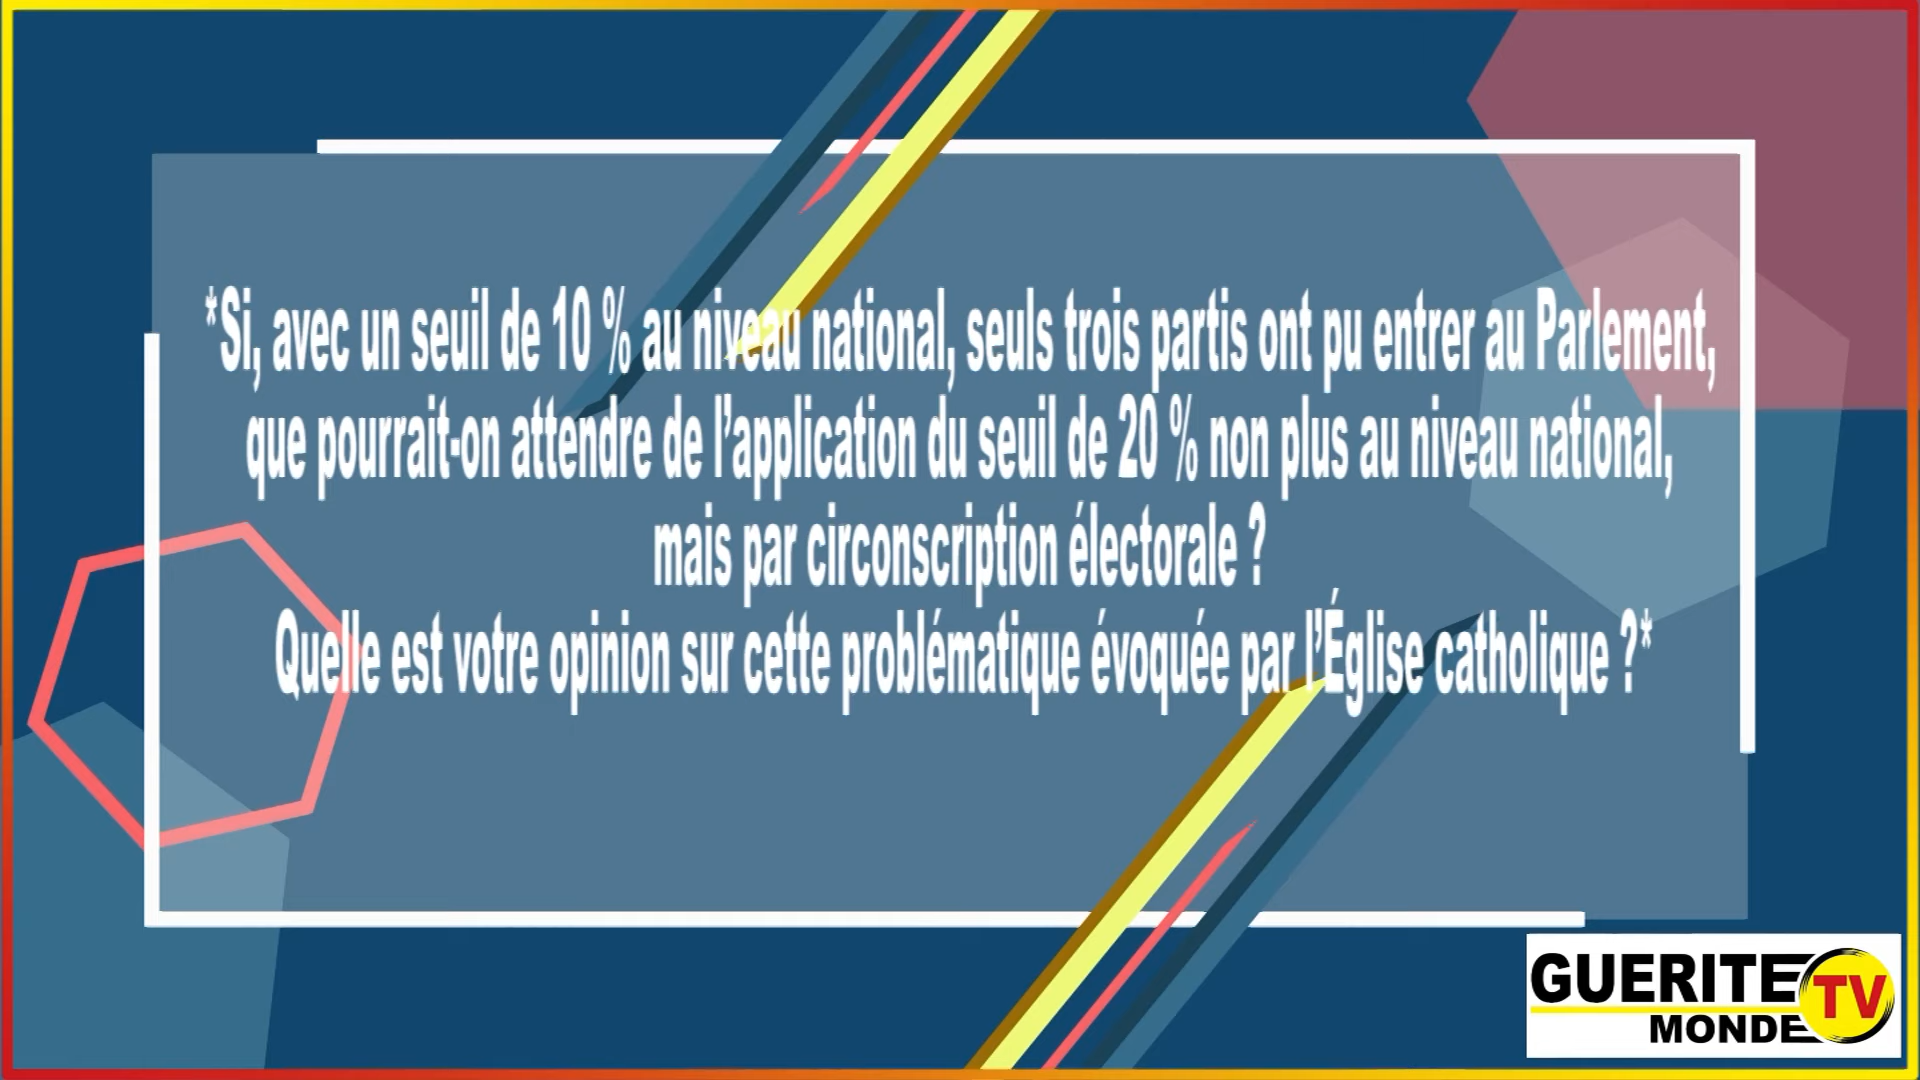 *Si, avec un seuil de 10 % au niveau national, seuls trois partis ont pu entrer au Parlement,
que pourrait-on attendre de l’application du seuil de 20 % non plus au niveau national,
mais par circonscription électorale ?
Quelle est votre opinion sur cette problématique évoquée par l’Église catholique ?*
GUERITE
TV
MONDE